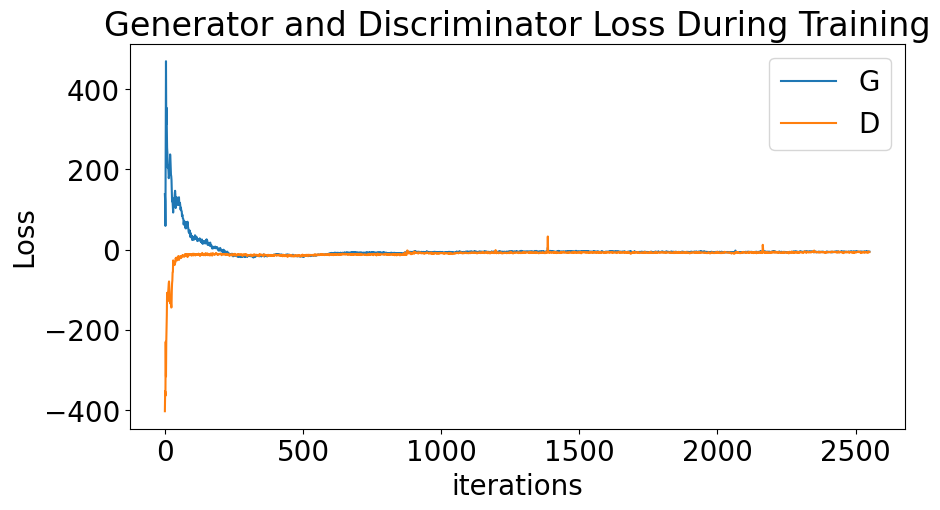 Generator and Discriminator Loss During Training
G
D
Loss
400
200
0
−200
−400
0
500
1000
1500
2000
2500
iterations